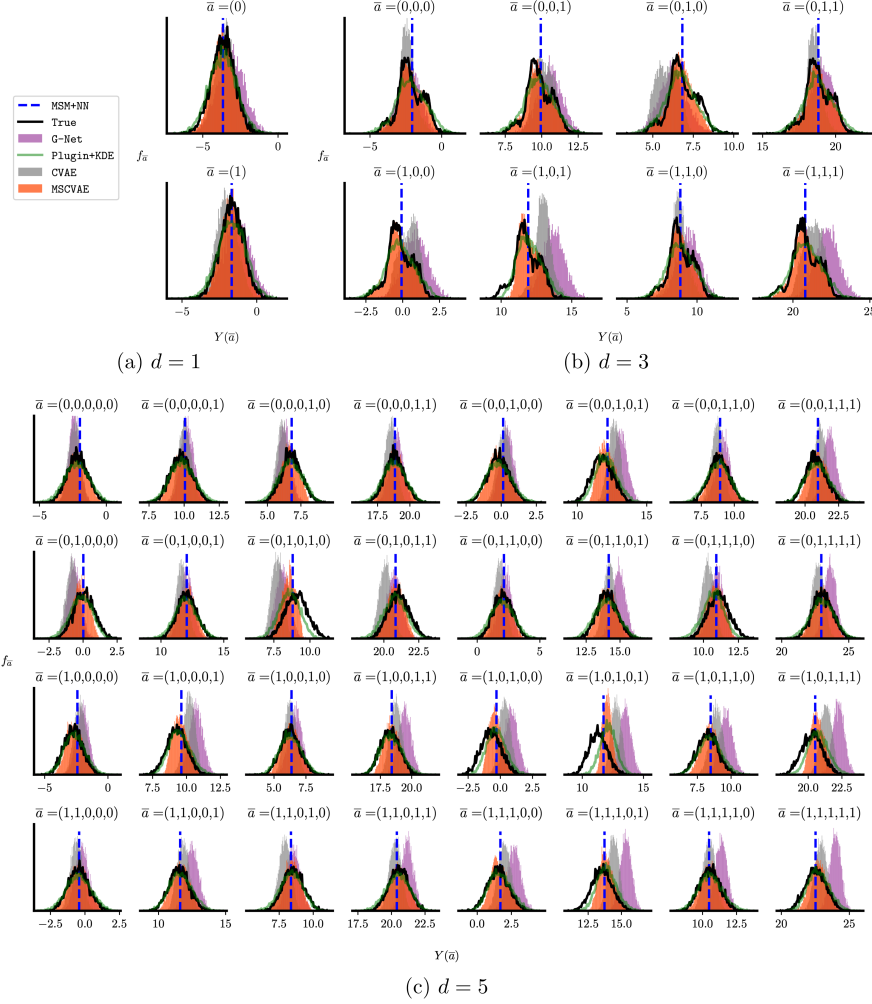 a̅ =(0)
a̅ =(0,0,0) a̅ =(0,0,1) a̅ =(0,1,0) a̅ =(0,1,1)
MSM+NN
True
G-Net
Plugin+KDE
CVAE
MSCVAE
f_a̅
−5 0
f_a̅
−5 0 7.5 10.0 12.5 5.0 7.5 10.0 15 20
a̅ =(1)
a̅ =(1,0,0) a̅ =(1,0,1) a̅ =(1,1,0) a̅ =(1,1,1)
−5 0
−2.5 0.0 2.5 10 15 5 10 20 25
Y(a̅)
Y(a̅)
(a) d = 1
(b) d = 3
a̅ =(0,0,0,0,0) a̅ =(0,0,0,0,1) a̅ =(0,0,0,1,0) a̅ =(0,0,0,1,1) a̅ =(0,0,1,0,0) a̅ =(0,0,1,0,1) a̅ =(0,0,1,1,0) a̅ =(0,0,1,1,1)
−5 0 7.5 10.0 12.5 5.0 7.5 17.5 20.0 −2.5 0.0 2.5 10 15 7.5 10.0 20.0 22.5
a̅ =(0,1,0,0,0) a̅ =(0,1,0,0,1) a̅ =(0,1,0,1,0) a̅ =(0,1,0,1,1) a̅ =(0,1,1,0,0) a̅ =(0,1,1,0,1) a̅ =(0,1,1,1,0) a̅ =(0,1,1,1,1)
−2.5 0.0 2.5 10 15 7.5 10.0 20.0 22.5 0 5 12.5 15.0 10.0 12.5 20 25
f_a̅
a̅ =(1,0,0,0,0) a̅ =(1,0,0,0,1) a̅ =(1,0,0,1,0) a̅ =(1,0,0,1,1) a̅ =(1,0,1,0,0) a̅ =(1,0,1,0,1) a̅ =(1,0,1,1,0) a̅ =(1,0,1,1,1)
−5 0 7.5 10.0 12.5 5.0 7.5 17.5 20.0 −2.5 0.0 2.5 10 15 10.0 20.0 22.5
a̅ =(1,1,0,0,0) a̅ =(1,1,0,0,1) a̅ =(1,1,0,1,0) a̅ =(1,1,0,1,1) a̅ =(1,1,1,0,0) a̅ =(1,1,1,0,1) a̅ =(1,1,1,1,0) a̅ =(1,1,1,1,1)
−2.5 0.0 2.5 10 15 7.5 10.0 17.5 20.0 22.5 0.0 2.5 12.5 15.0 10.0 12.5 20 25
Y(a̅)
(c) d = 5